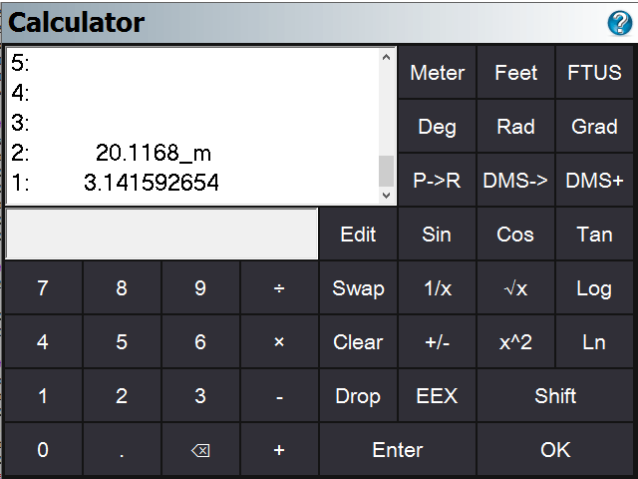 Calculator ?
5:
4:
3:
2: 20.1168_m
1: 3.141592654
Meter Feet FTUS
Deg Rad Grad
P->R DMS-> DMS+
Edit Sin Cos Tan
7 8 9 ÷ Swap 1/x √x Log
4 5 6 × Clear +/- x^2 Ln
1 2 3 - Drop EEX Shift
0 . ⌫ + Enter OK